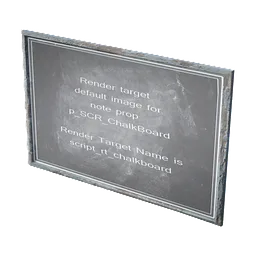 Render target
default image for
note prop
p_SCR_ChalkBoard
Render Target Name is
script_rt_chalkboard